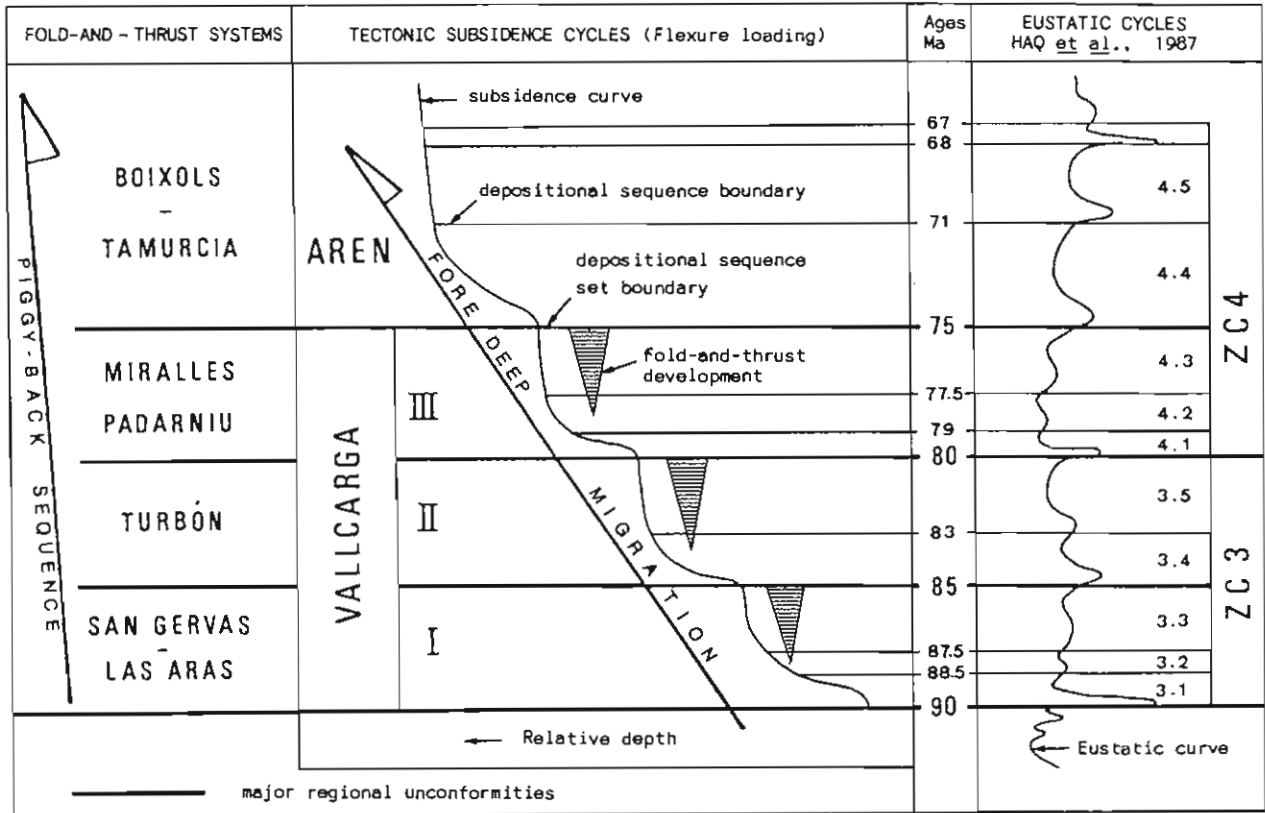 FOLD-AND-THRUST SYSTEMS
TECTONIC SUBSIDENCE CYCLES (Flexure loading)
Ages
Ma
EUSTATIC CYCLES
HAQ et al., 1987
PIGGY-BACK SEQUENCE
BOIXOLS
-
TAMURCIA
MIRALLES
PADARNIU
TURBÓN
SAN GERVAS
-
LAS ARAS
AREN
VALLCARGA
III
II
I
subsidence curve
depositional sequence boundary
depositional sequence
set boundary
fold-and-thrust
development
FORE DEEP MIGRATION
← Relative depth
67
68
71
75
77.5
79
80
83
85
87.5
88.5
90
4.5
4.4
4.3
4.2
4.1
3.5
3.4
3.3
3.2
3.1
ZC4
ZC3
Eustatic curve
major regional unconformities